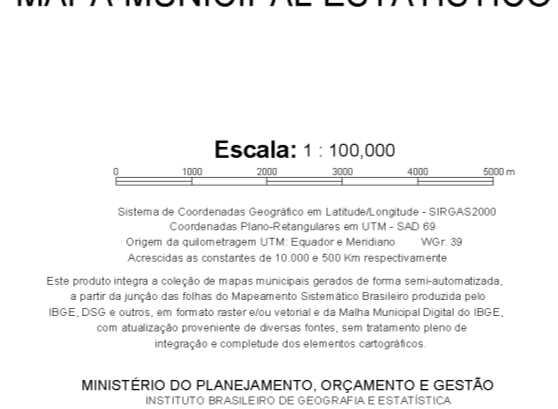 MAPA MUNICIPAL ESTATÍSTICO
Escala: 1 : 100,000
0 1000 2000 3000 4000 5000 m
Sistema de Coordenadas Geográfico em Latitude/Longitude - SIRGAS2000
Coordenadas Plano-Retangulares em UTM - SAD 69
Origem da quilometragem UTM: Equador e Meridiano WGr. 39
Acrescidas as constantes de 10.000 e 500 Km respectivamente
Este produto integra a coleção de mapas municipais gerados de forma semi-automatizada,
a partir da junção das folhas do Mapeamento Sistemático Brasileiro produzida pelo
IBGE, DSG e outros, em formato raster e/ou vetorial e da Malha Municipal Digital do IBGE,
com atualização proveniente de diversas fontes, sem tratamento pleno de
integração e completude dos elementos cartográficos.
MINISTÉRIO DO PLANEJAMENTO, ORÇAMENTO E GESTÃO
INSTITUTO BRASILEIRO DE GEOGRAFIA E ESTATÍSTICA